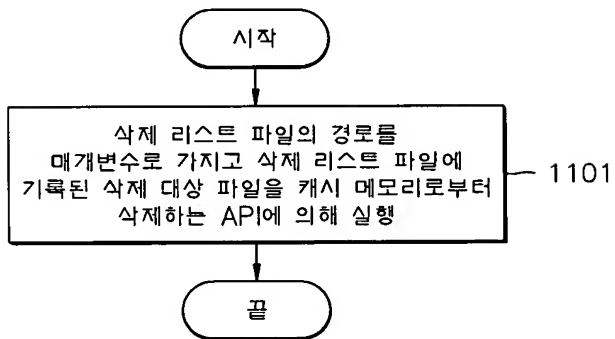 시작
삭제 리스트 파일의 경로를
매개변수로 가지고 삭제 리스트 파일에
기록된 삭제 대상 파일을 캐시 메모리로부터
삭제하는 API에 의해 실행
1101
끝